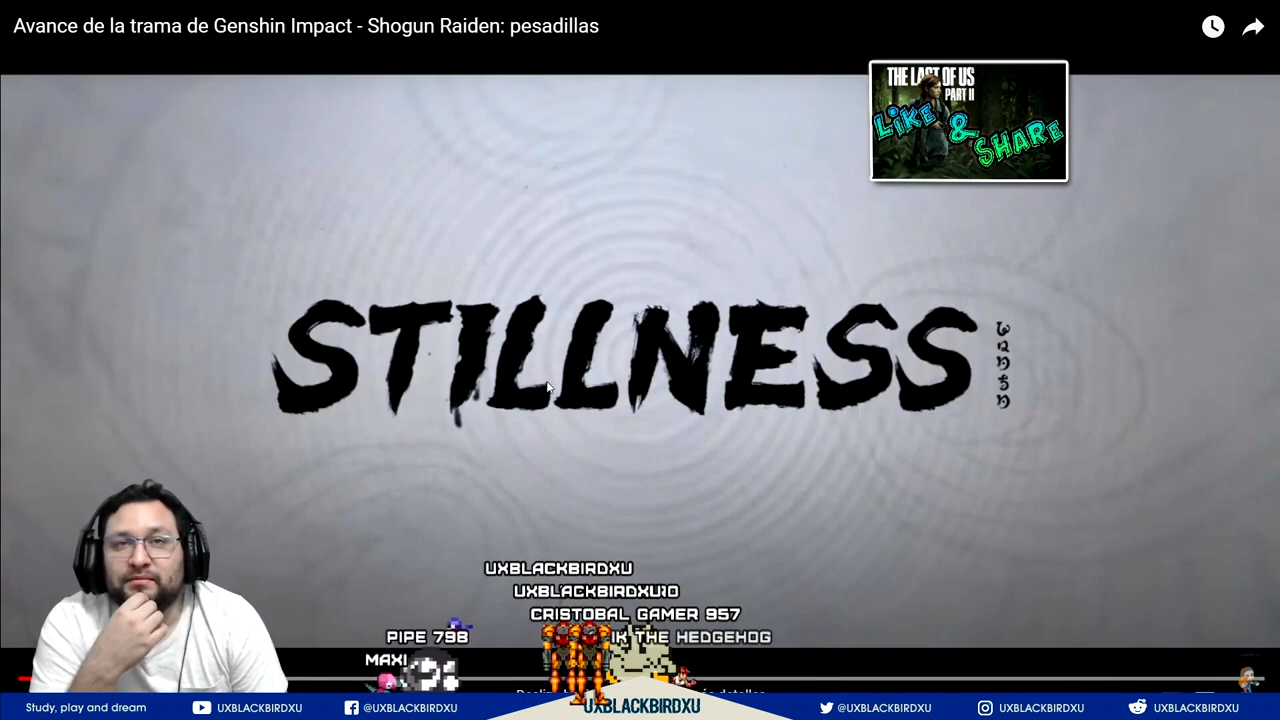 Avance de la trama de Genshin Impact - Shogun Raiden: pesadillas
THE LAST OF US
PART II
LIKE & SHARE
STILLNESS
UXBLACKBIRDXU
UXBLACKBIRDXU10
CRISTOBAL GAMER 957
PIPE 798
THE HEDGEHOG
MAXI
Study, play and dream
UXBLACKBIRDXU
@UXBLACKBIRDXU
UXBLACKBIRDXU
@UXBLACKBIRDXU
UXBLACKBIRDXU
UXBLACKBIRDXU